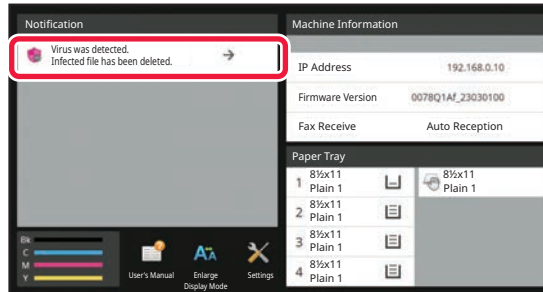 Notification
Virus was detected.
Infected file has been deleted.
Machine Information
IP Address 192.168.0.10
Firmware Version 0078Q1Af_23030100
Fax Receive Auto Reception
Paper Tray
1 8½x11
Plain 1
8½x11
Plain 1
2 8½x11
Plain 1
3 8½x11
Plain 1
4 8½x11
Plain 1
Bk
C
M
Y
User's Manual
Enlarge
Display Mode
Settings